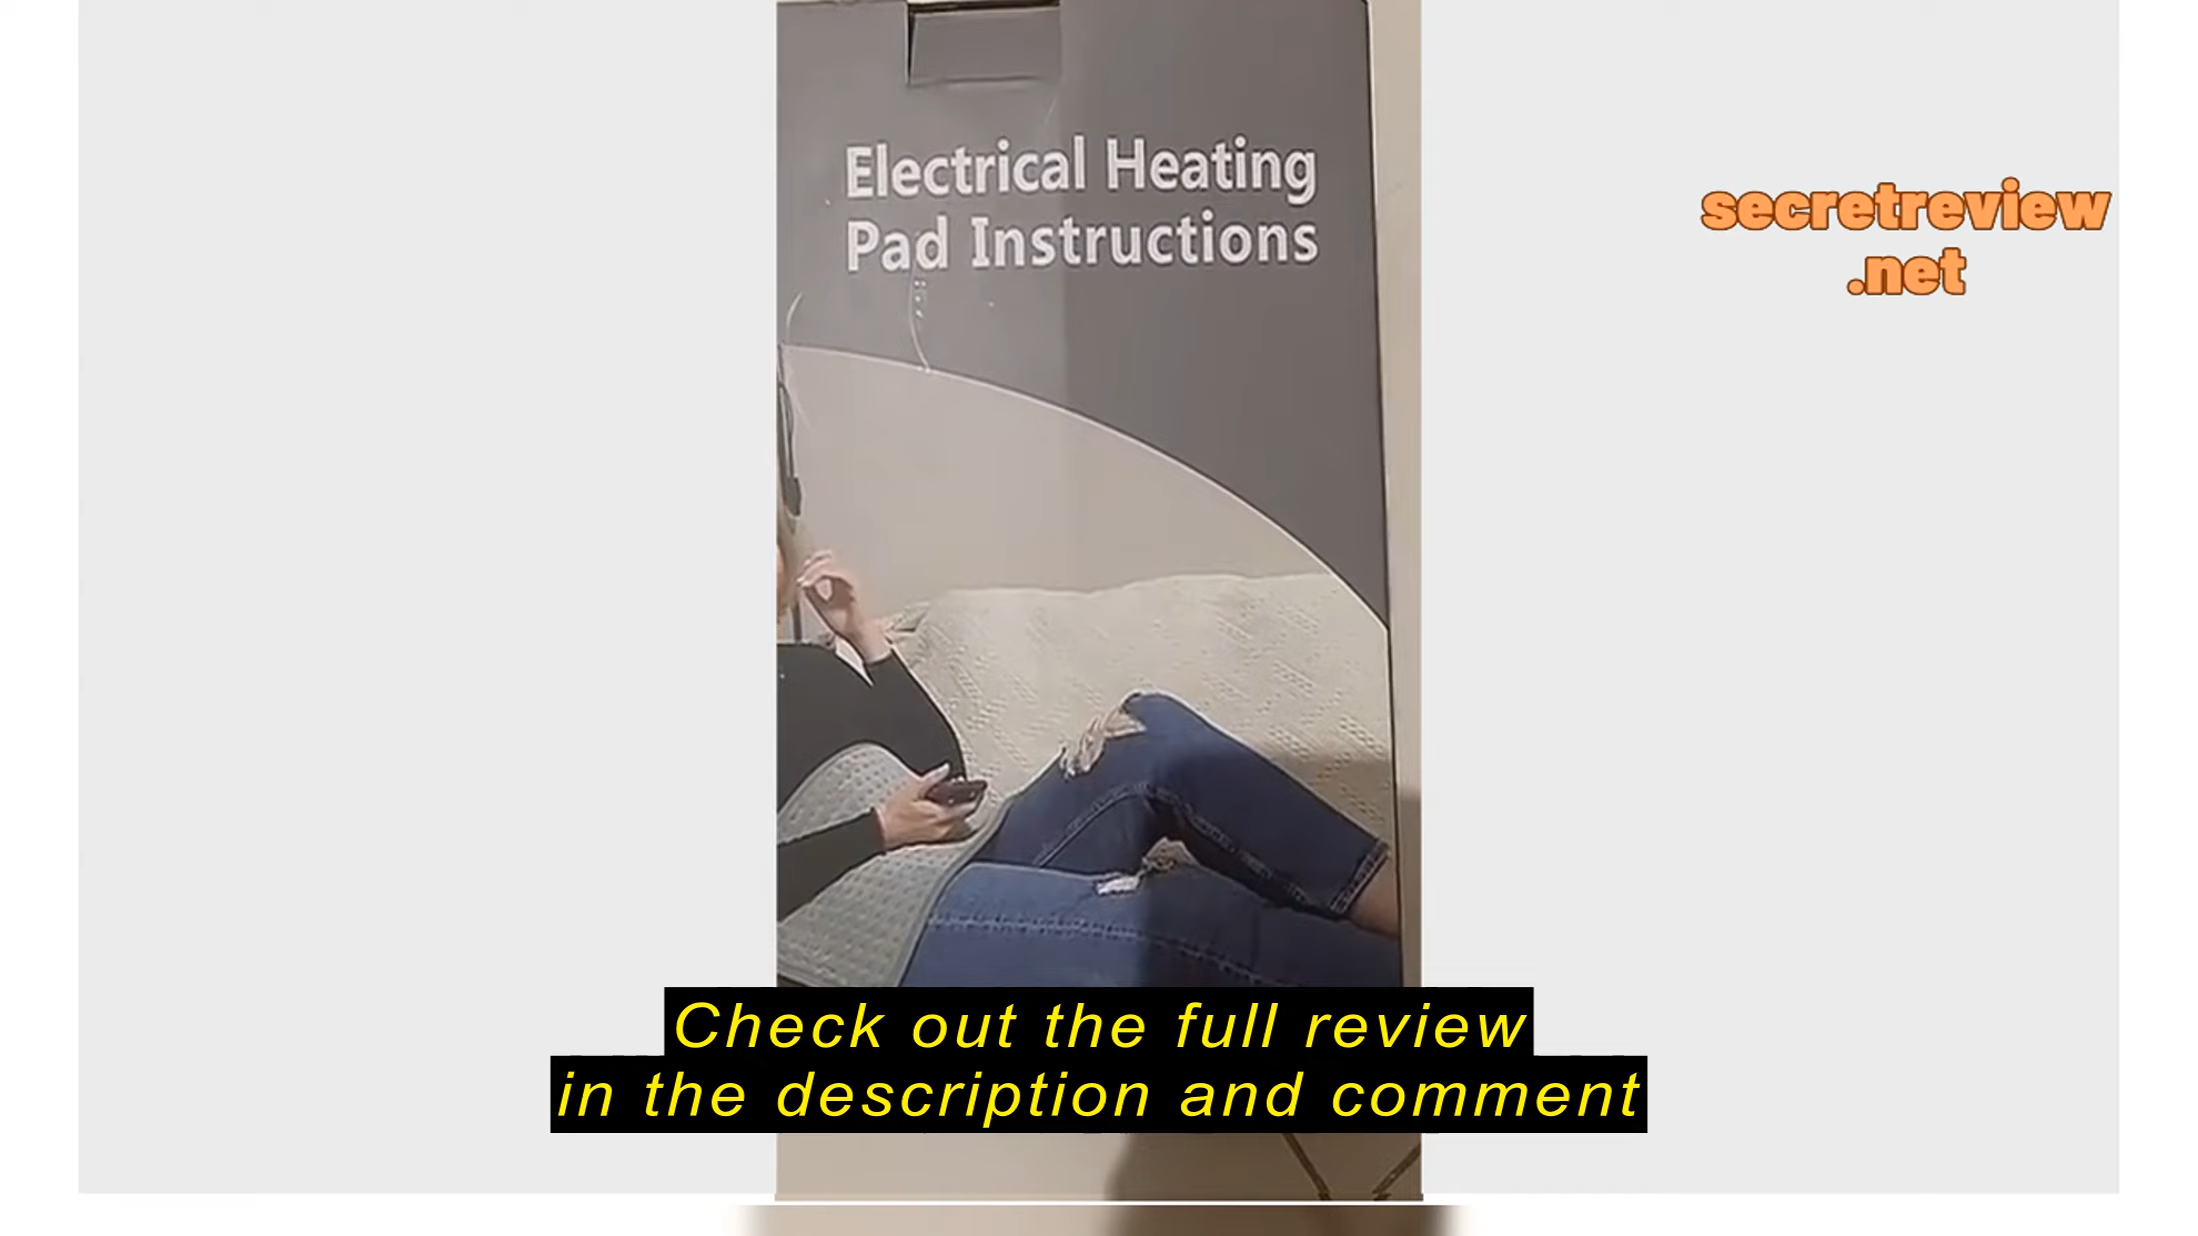 Electrical Heating
Pad Instructions
secretreview
.net
Check out the full review
in the description and comment